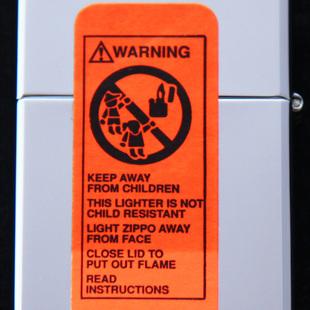 WARNING
KEEP AWAY
FROM CHILDREN
THIS LIGHTER IS NOT
CHILD RESISTANT
LIGHT ZIPPO AWAY
FROM FACE
CLOSE LID TO
PUT OUT FLAME
READ
INSTRUCTIONS